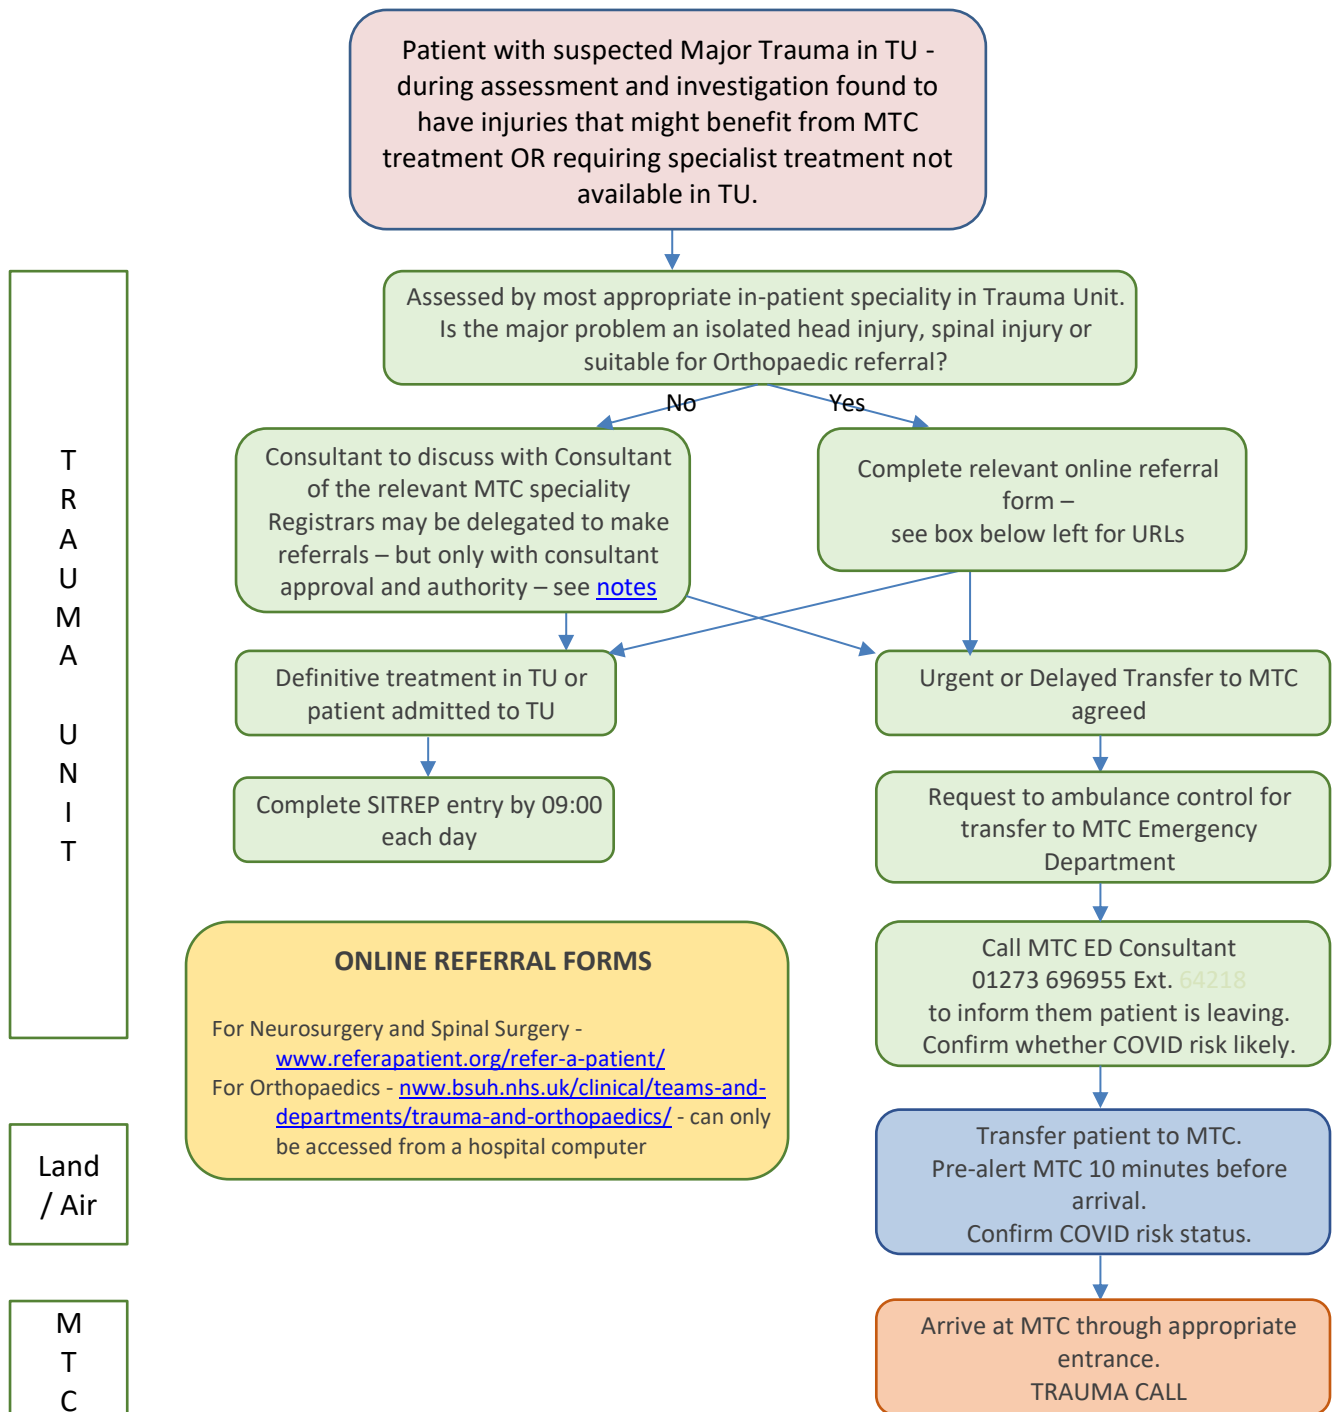 Patient with suspected Major Trauma in TU -
during assessment and investigation found to
have injuries that might benefit from MTC
treatment OR requiring specialist treatment not
available in TU.
Assessed by most appropriate in-patient speciality in Trauma Unit.
Is the major problem an isolated head injury, spinal injury or
suitable for Orthopaedic referral?
No
Yes
Consultant to discuss with Consultant
of the relevant MTC speciality
Registrars may be delegated to make
referrals – but only with consultant
approval and authority – see notes
Complete relevant online referral
form –
see box below left for URLs
Definitive treatment in TU or
patient admitted to TU
Urgent or Delayed Transfer to MTC
agreed
Complete SITREP entry by 09:00
each day
Request to ambulance control for
transfer to MTC Emergency
Department
Call MTC ED Consultant
01273 696955 Ext. 64218
to inform them patient is leaving.
Confirm whether COVID risk likely.
ONLINE REFERRAL FORMS
For Neurosurgery and Spinal Surgery -
www.referapatient.org/refer-a-patient/
For Orthopaedics - nww.bsuh.nhs.uk/clinical/teams-and-
departments/trauma-and-orthopaedics/ - can only
be accessed from a hospital computer
Transfer patient to MTC.
Pre-alert MTC 10 minutes before
arrival.
Confirm COVID risk status.
Arrive at MTC through appropriate
entrance.
TRAUMA CALL
T
R
A
U
M
A
U
N
I
T
Land
/ Air
M
T
C